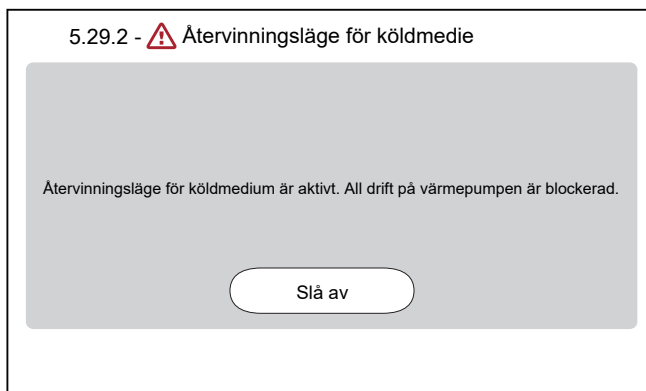 5.29.2 - Återvinningsläge för köldmedie
Återvinningsläge för köldmedium är aktivt. All drift på värmepumpen är blockerad.
Slå av